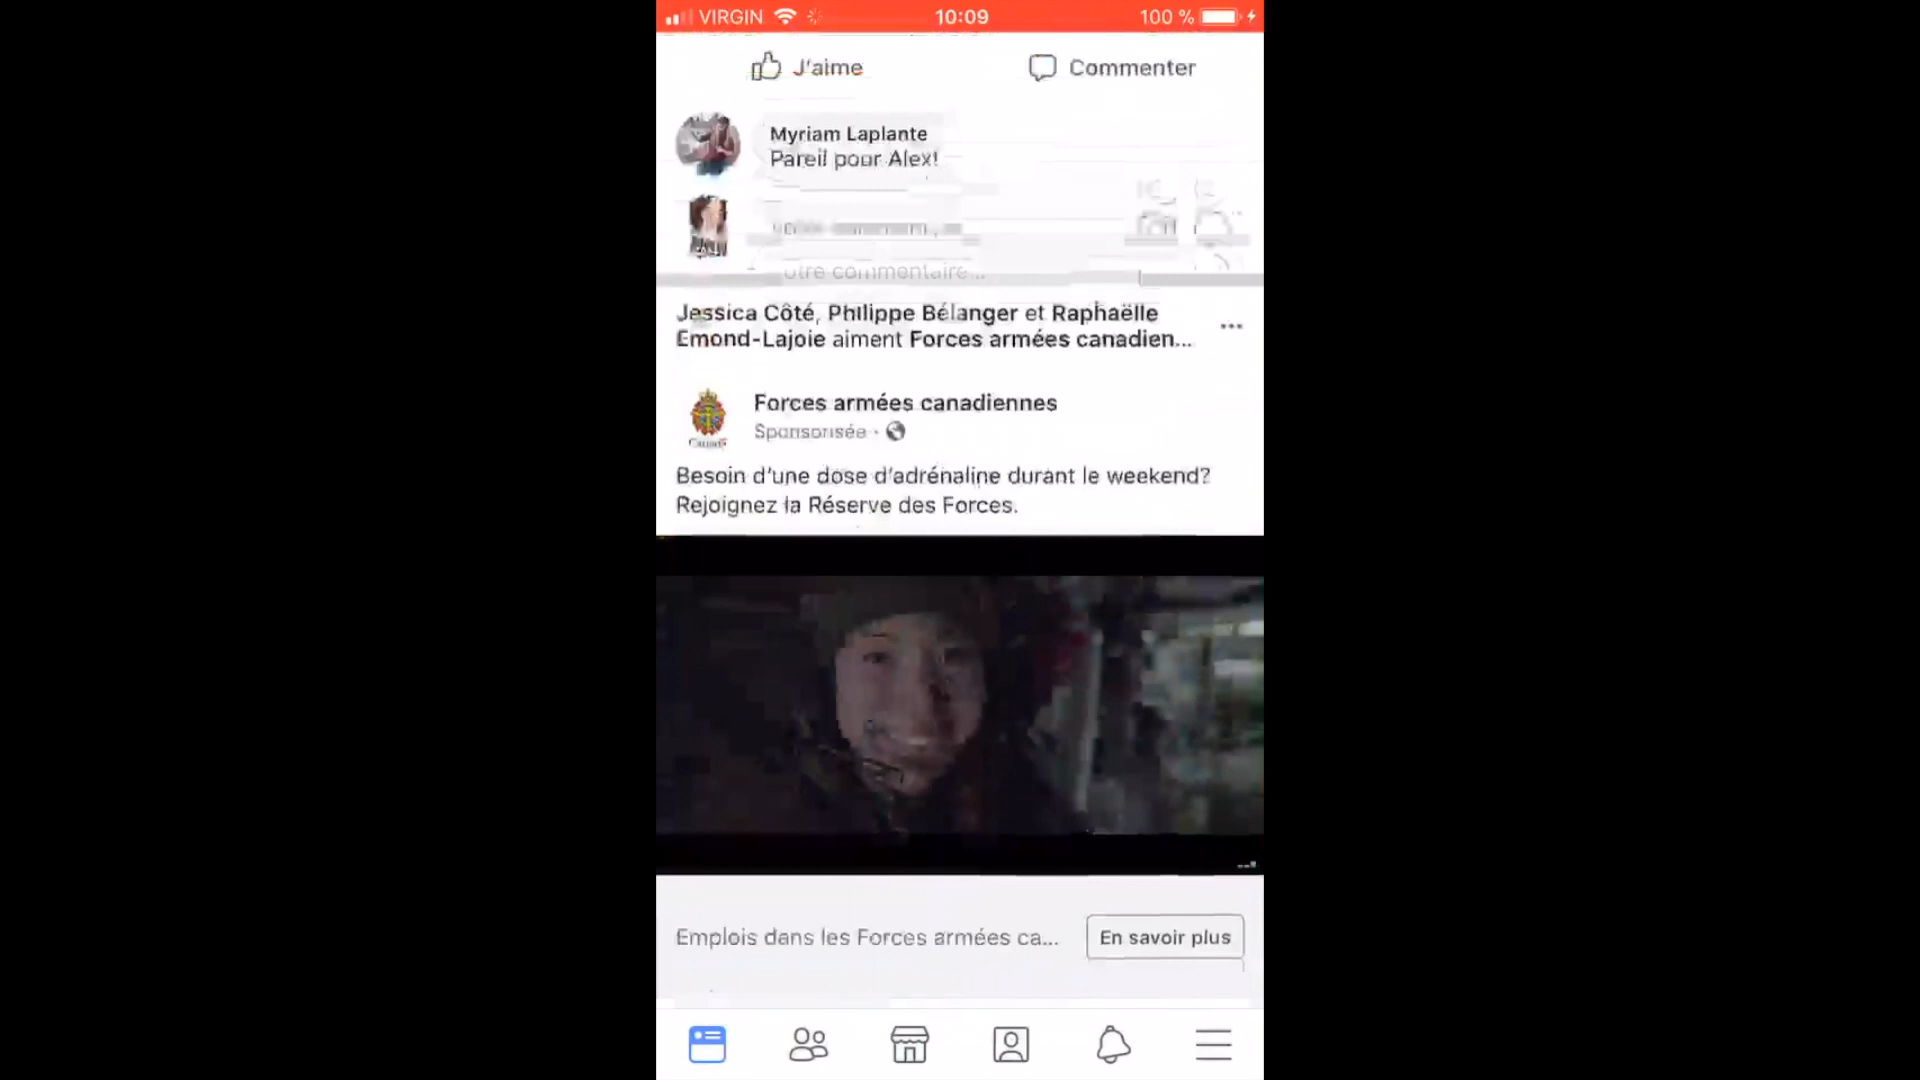 VIRGIN
10:09
100 %
J'aime
Commenter
Myriam Laplante
Pareil pour Alex!
commentaire...
Jessica Côté, Philippe Bélanger et Raphaëlle
Emond-Lajoie aiment Forces armées canadien...
Forces armées canadiennes
Sponsorisée ·
Canada
Besoin d'une dose d'adrénaline durant le weekend?
Rejoignez la Réserve des Forces.
Emplois dans les Forces armées ca...
En savoir plus